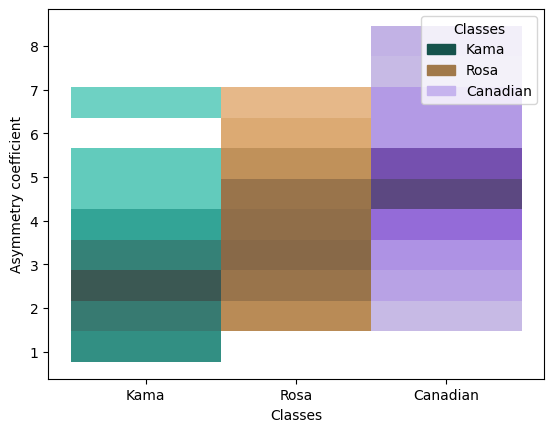 Classes
Kama
Rosa
Canadian
Asymmetry coefficient
8
7
6
5
4
3
2
1
Kama Rosa Canadian
Classes